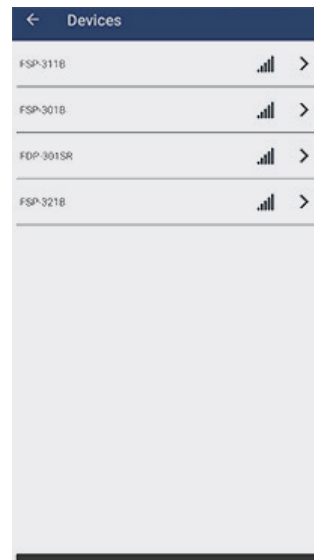 Devices
FSP-311B
FSP-301B
FDP-301SR
FSP-321B